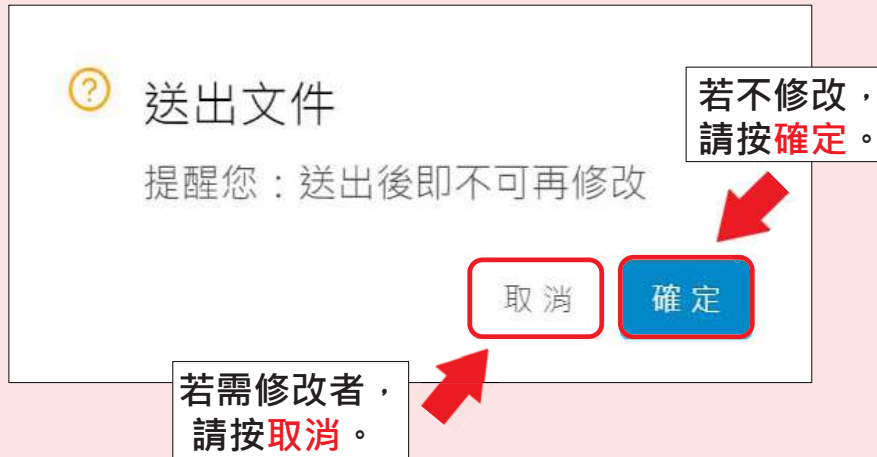 送出文件
若不修改，
請按確定。
提醒您：送出後即不可再修改
取消
確定
若需修改者，
請按取消。